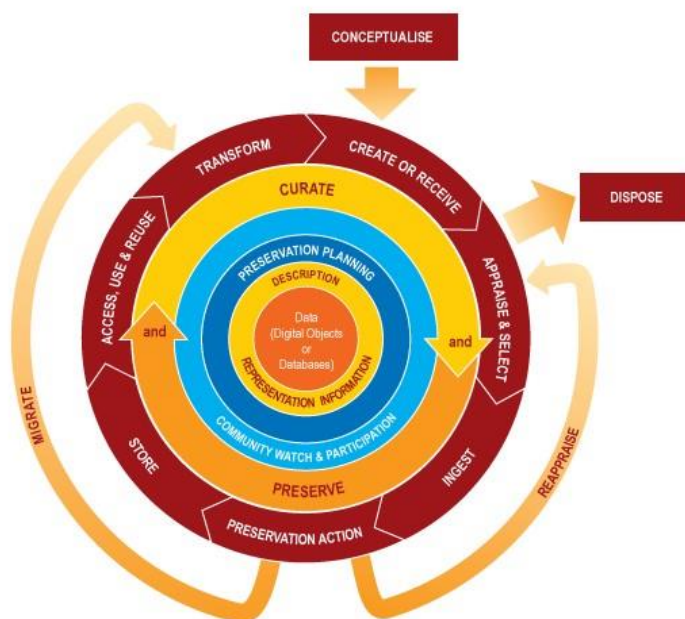 CONCEPTUALISE
DISPOSE
TRANSFORM
CREATE OR RECEIVE
APPRAISE & SELECT
INGEST
PRESERVATION ACTION
STORE
ACCESS, USE & REUSE
MIGRATE
REAPPRAISE
CURATE
and
PRESERVE
and
COMMUNITY WATCH & PARTICIPATION
PRESERVATION PLANNING
DESCRIPTION
REPRESENTATION INFORMATION
Data
(Digital Objects
or
Databases)